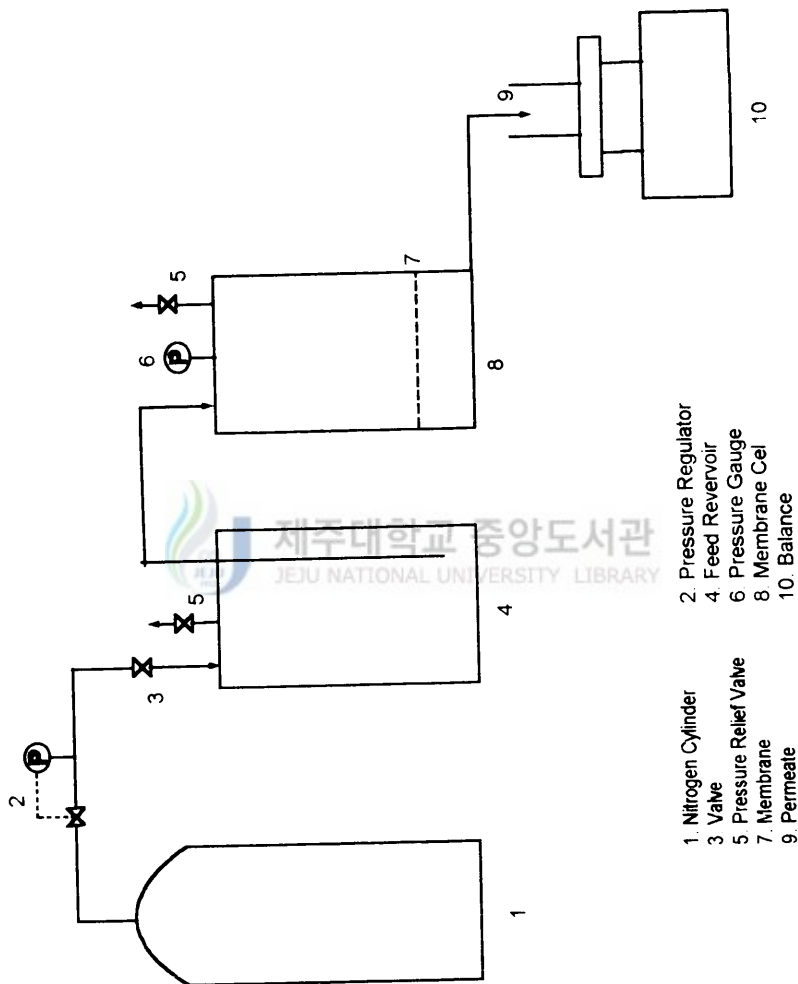 2
P
3
5
6
P
5
7
9
1
4
8
10
제주대학교 중앙도서관
JEJU NATIONAL UNIVERSITY LIBRARY
1. Nitrogen Cylinder
2. Pressure Regulator
3 Valve
4. Feed Revervoir
5. Pressure Relief Valve
6. Pressure Gauge
7. Membrane
8. Membrane Cel
9. Permeate
10. Balance